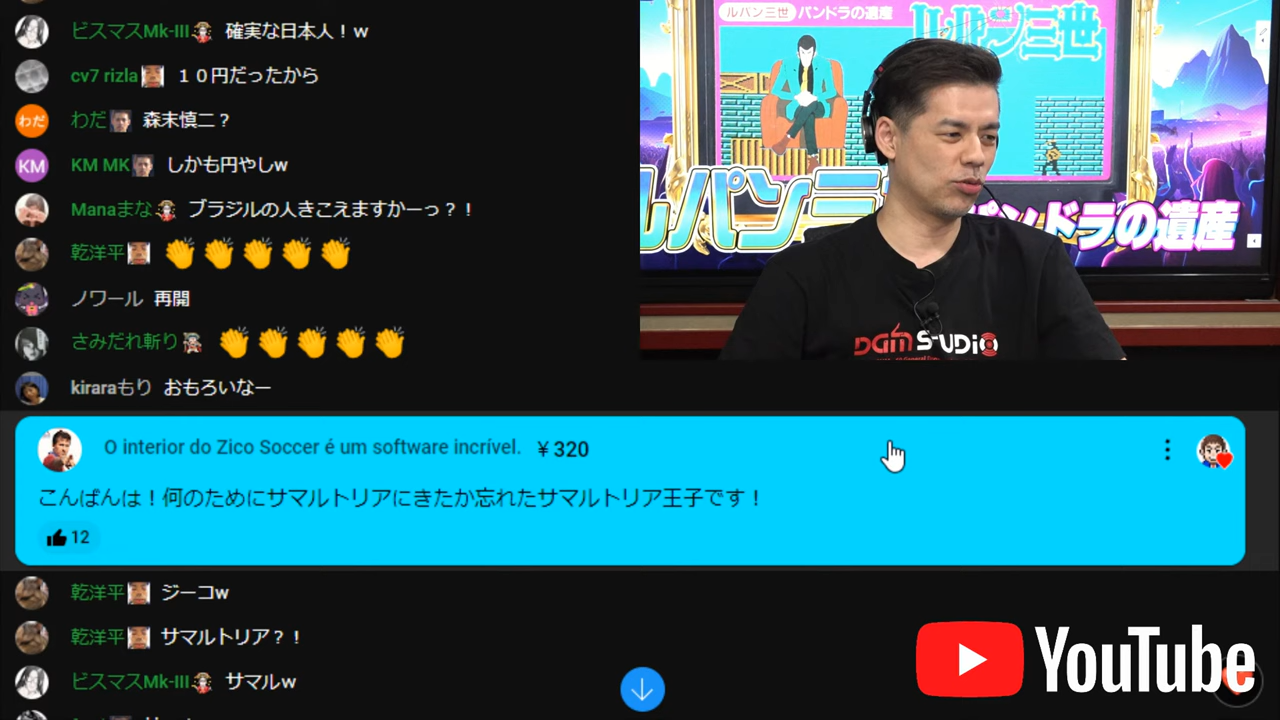 ビスマスMk-III 確実な日本人！w
cv7 rizla １０円だったから
わだ
わだ 森末慎二？
KM
KM MK しかも円やしw
Manaまな ブラジルの人きこえますかーっ？！
乾洋平 👏👏👏👏👏
ノワール 再開
さみだれ斬り 👏👏👏👏👏
kiraraもり おもろいなー
O interior do Zico Soccer é um software incrível. ￥320
こんばんは！何のためにサマルトリアにきたか忘れたサマルトリア王子です！
12
乾洋平 ジーコw
乾洋平 サマルトリア？！
ビスマスMk-III サマルw
ルパン三世 パンドラの遺産
ルパン三世
ルパン三
パンドラの遺産
YouTube